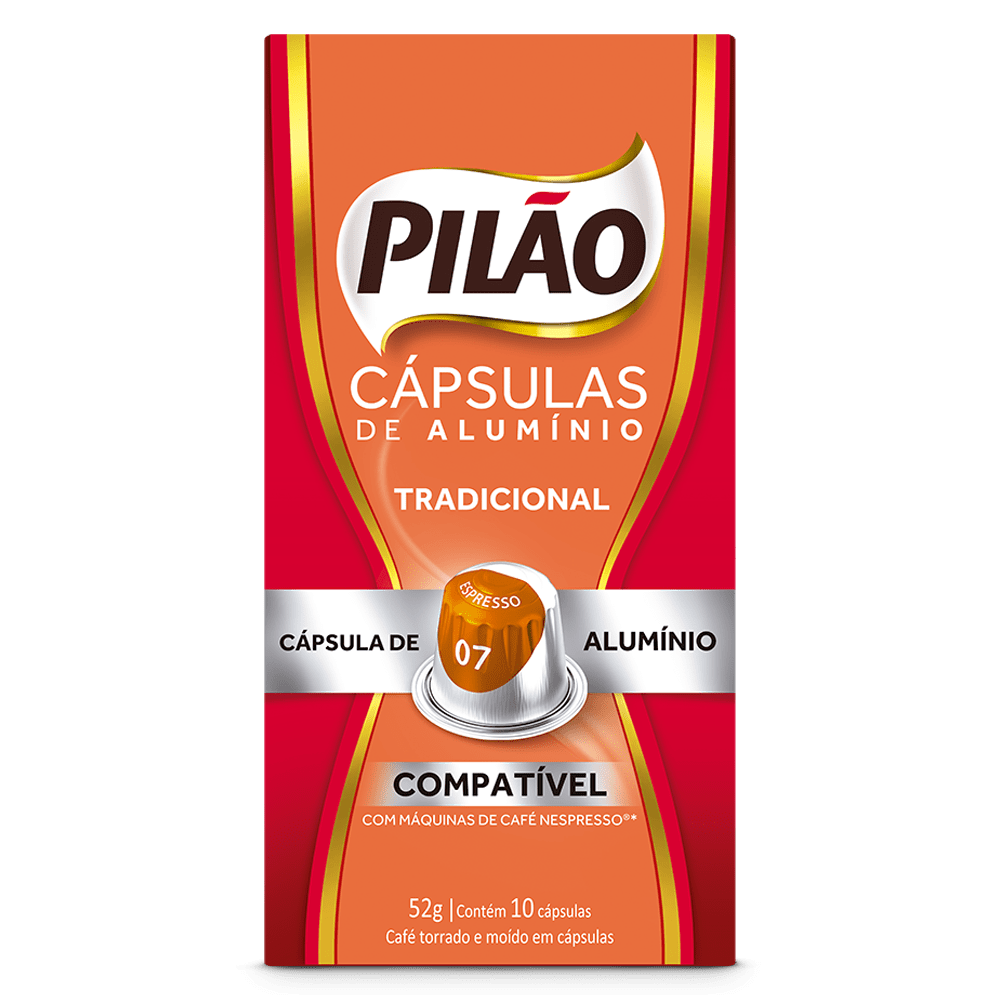 PILÃO
CÁPSULAS
DE ALUMÍNIO
TRADICIONAL
ESPRESSO
07
CÁPSULA DE ALUMÍNIO
COMPATÍVEL
COM MÁQUINAS DE CAFÉ NESPRESSO®*
52g | Contém 10 cápsulas
Café torrado e moído em cápsulas